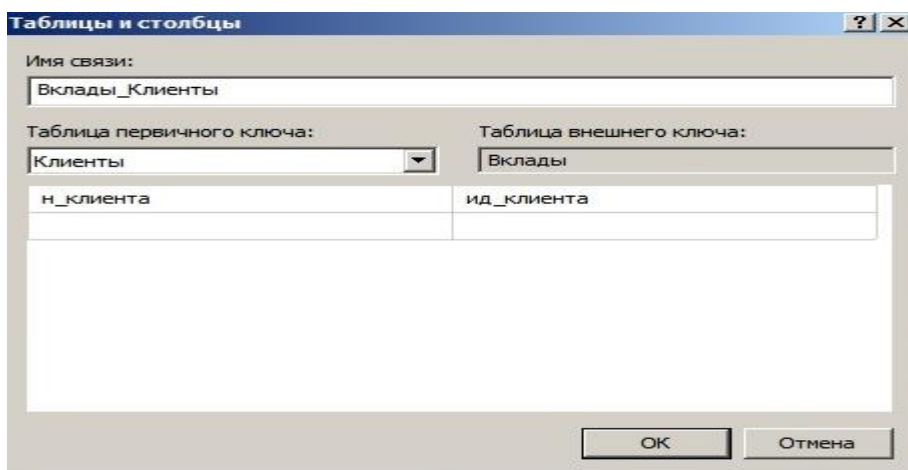 Таблицы и столбцы
Имя связи:
Вклады_Клиенты
Таблица первичного ключа: Таблица внешнего ключа:
Клиенты Вклады
н_клиента ид_клиента
OK Отмена